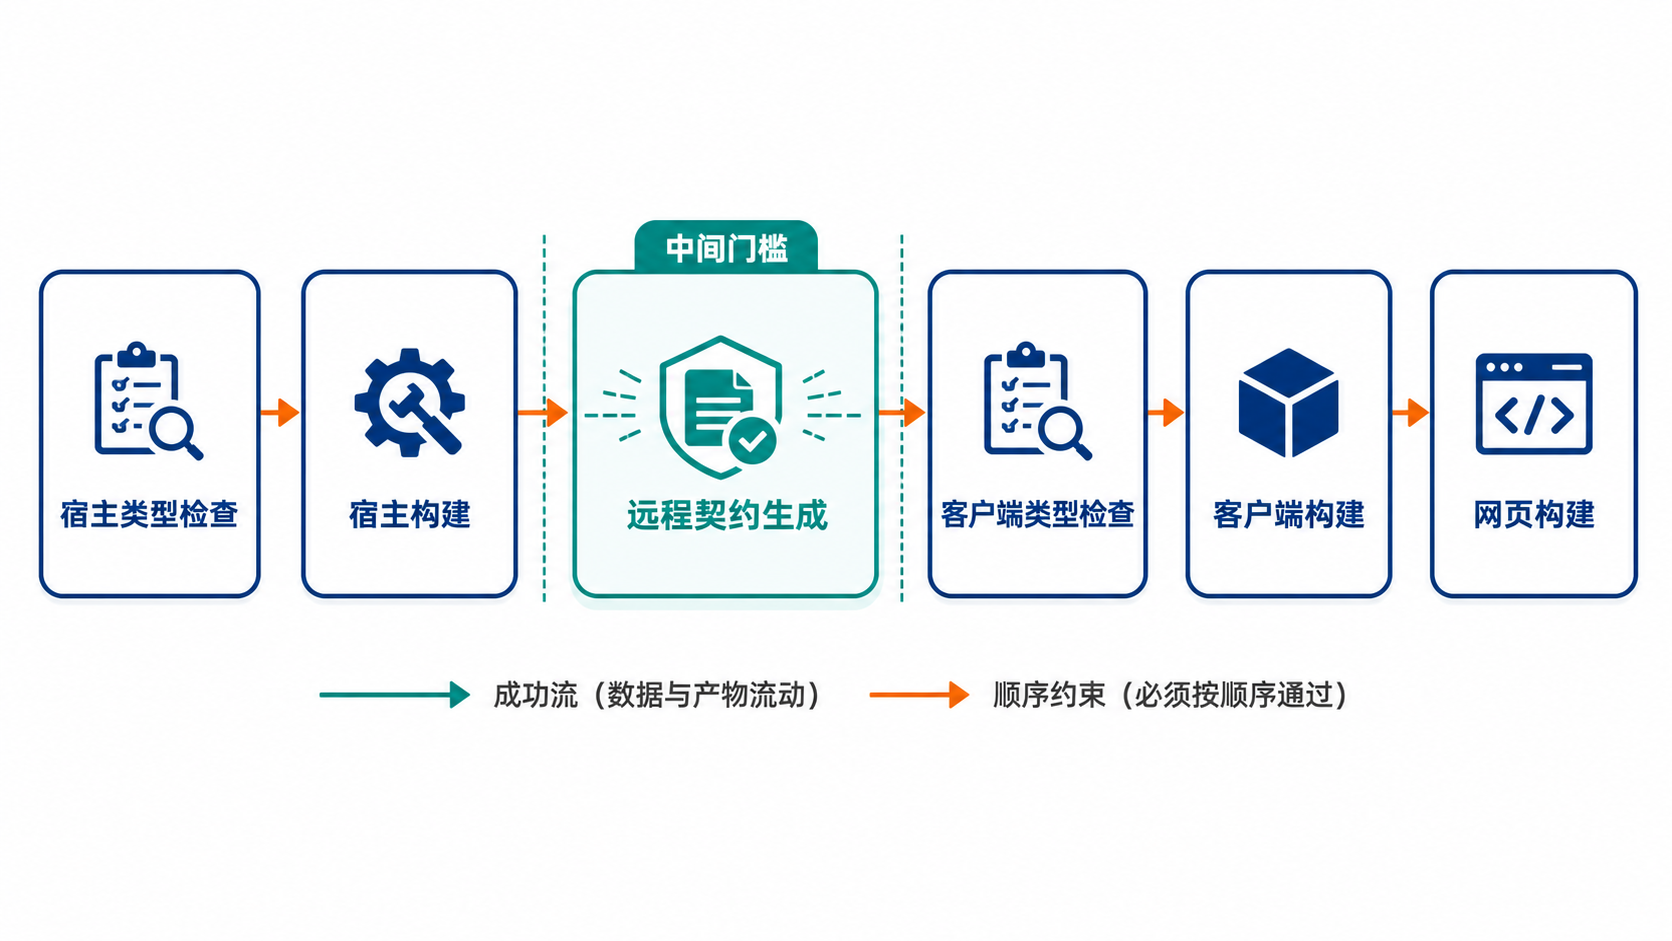 中间门槛
宿主类型检查
宿主构建
远程契约生成
客户端类型检查
客户端构建
网页构建
成功流（数据与产物流动）
顺序约束（必须按顺序通过）